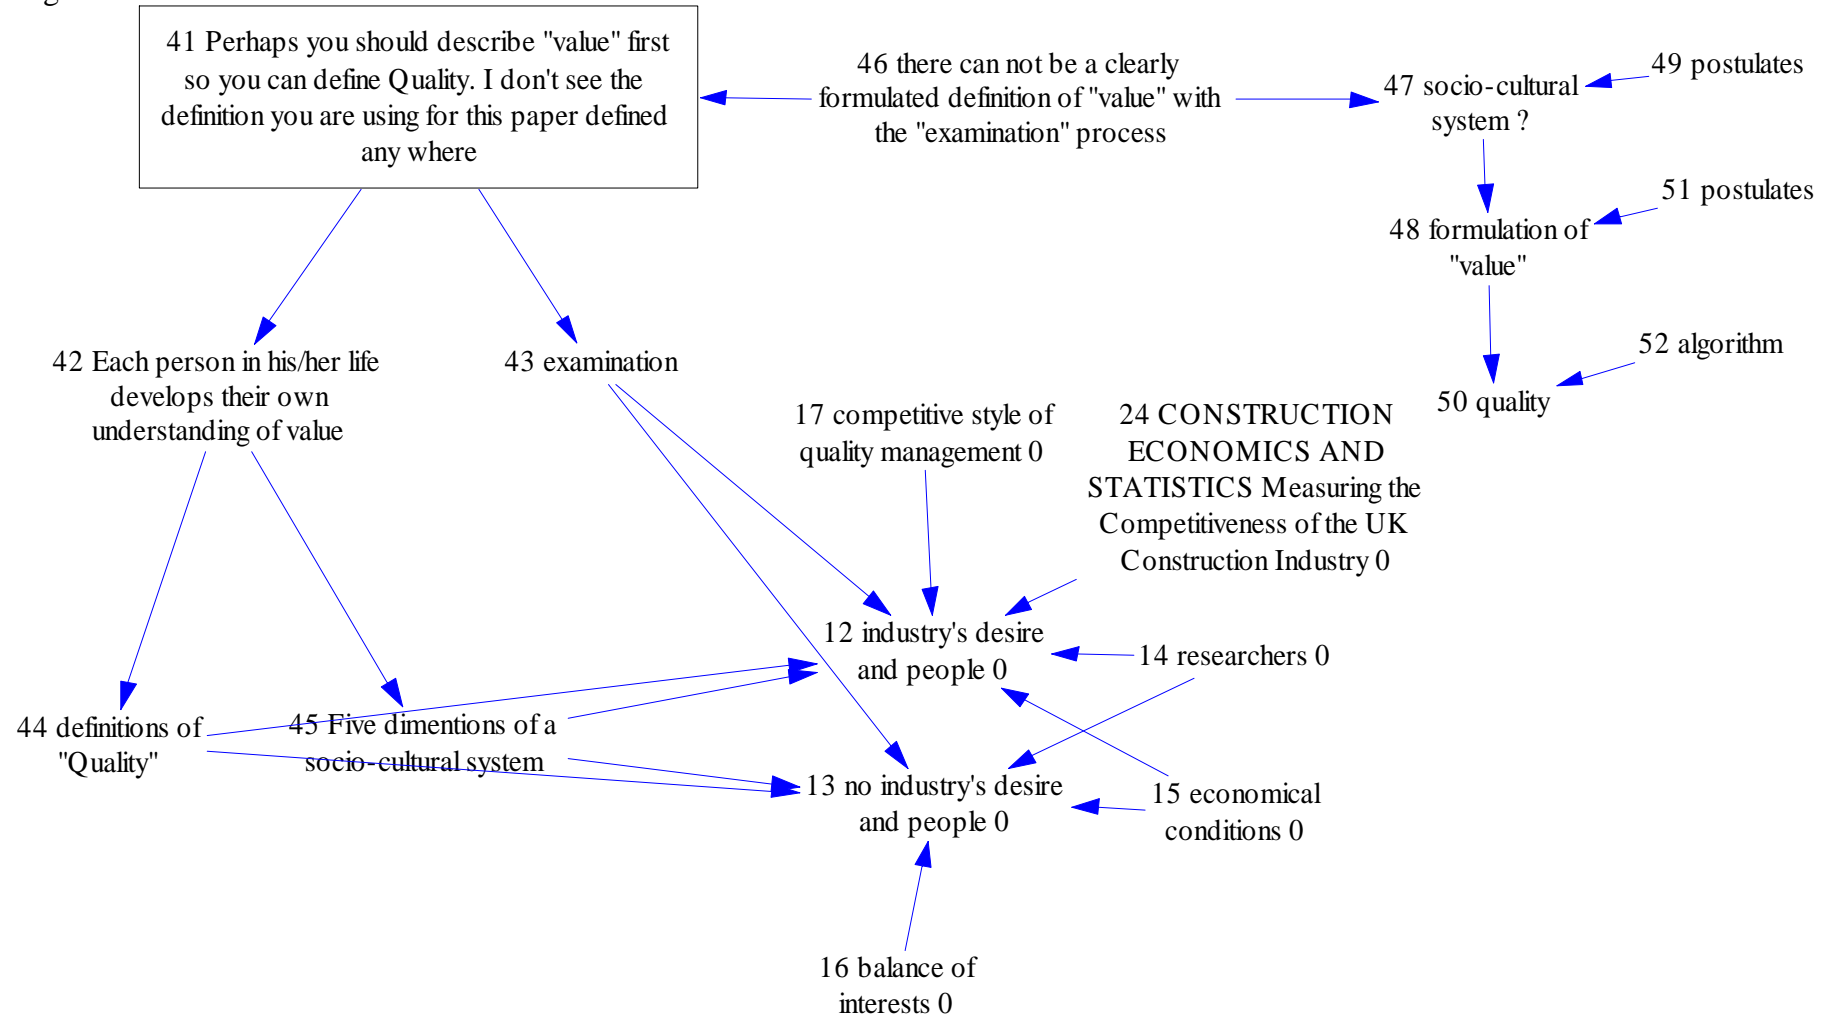 41 Perhaps you should describe "value" first
so you can define Quality. I don't see the
definition you are using for this paper defined
any where
46 there can not be a clearly
formulated definition of "value" with
the "examination" process
47 socio-cultural
system ?
49 postulates
51 postulates
48 formulation of
"value"
52 algorithm
50 quality
42 Each person in his/her life
develops their own
understanding of value
43 examination
17 competitive style of
quality management 0
24 CONSTRUCTION
ECONOMICS AND
STATISTICS Measuring the
Competitiveness of the UK
Construction Industry 0
12 industry's desire
and people 0
14 researchers 0
44 definitions of
"Quality"
45 Five dimentions of a
socio-cultural system
13 no industry's desire
and people 0
15 economical
conditions 0
16 balance of
interests 0